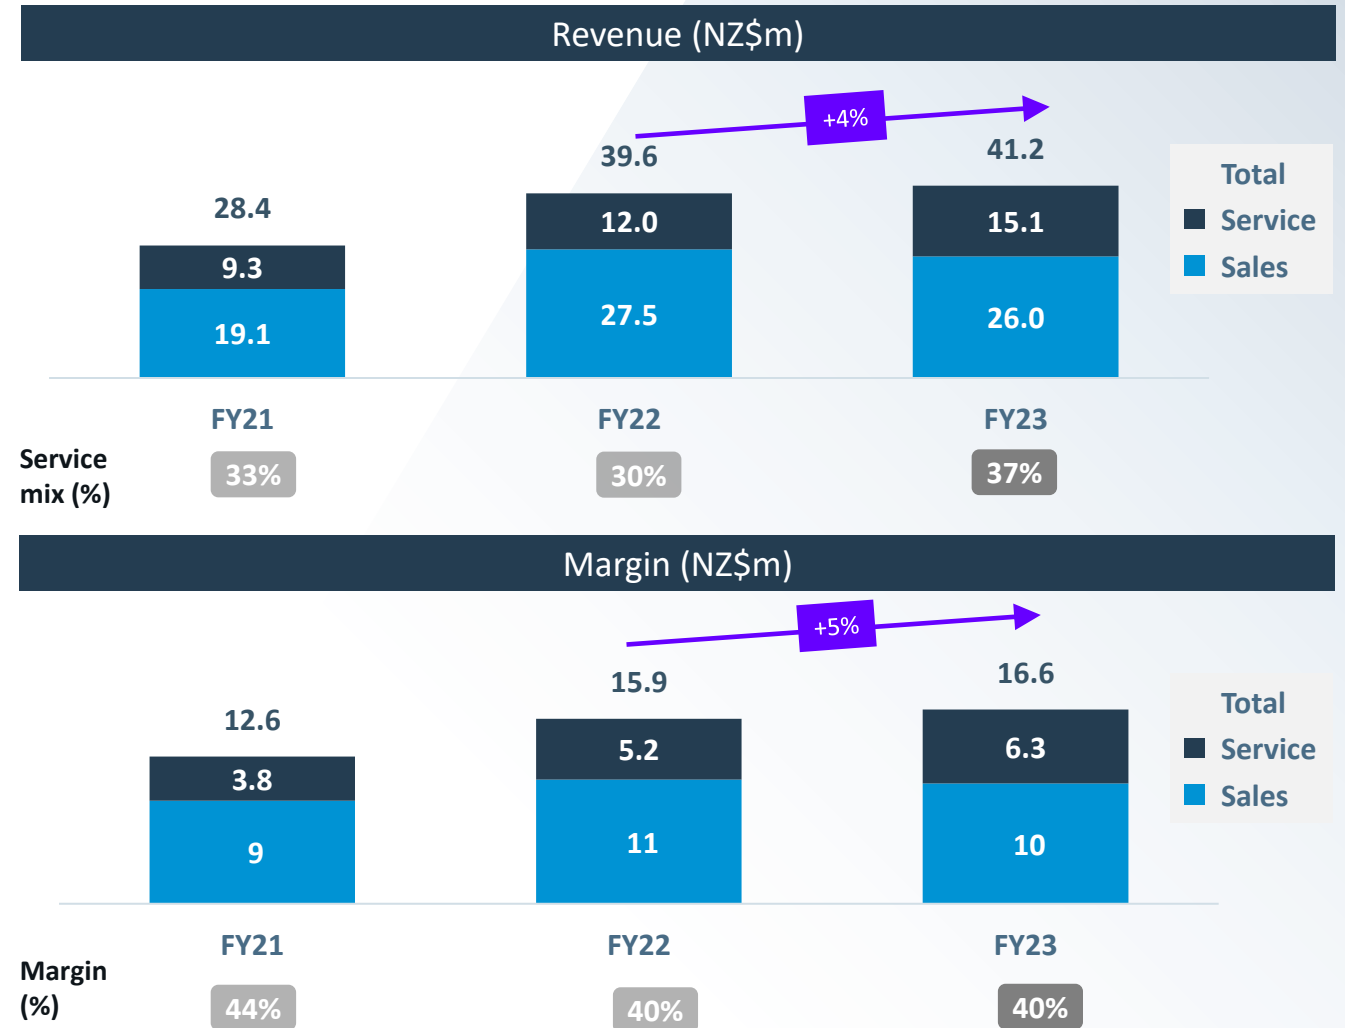 Revenue (NZ$m)
+4%
28.4
39.6
41.2
Total
Service
Sales
9.3
12.0
15.1
19.1
27.5
26.0
FY21
FY22
FY23
Service
mix (%)
33%
30%
37%
Margin (NZ$m)
+5%
12.6
15.9
16.6
Total
Service
Sales
3.8
5.2
6.3
9
11
10
FY21
FY22
FY23
Margin
(%)
44%
40%
40%